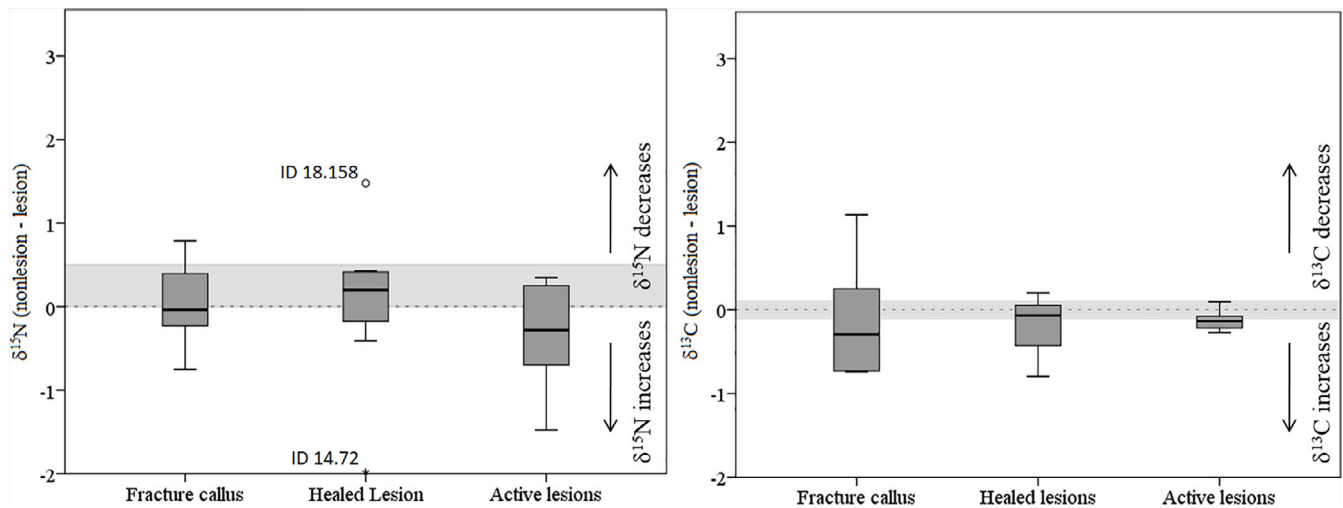 3
2
1
0
-1
-2
δ15N (nonlesion - lesion)
ID 18.158
ID 14.72
δ15N decreases
δ15N increases
Fracture callus
Healed Lesion
Active lesions
3
2
1
0
-1
-2
δ13C (nonlesion - lesion)
δ13C decreases
δ13C increases
Fracture callus
Healed lesions
Active lesions